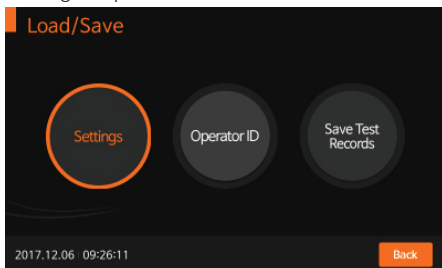 Load/Save
Settings
Operator ID
Save Test
Records
2017.12.06 09:26:11
Back